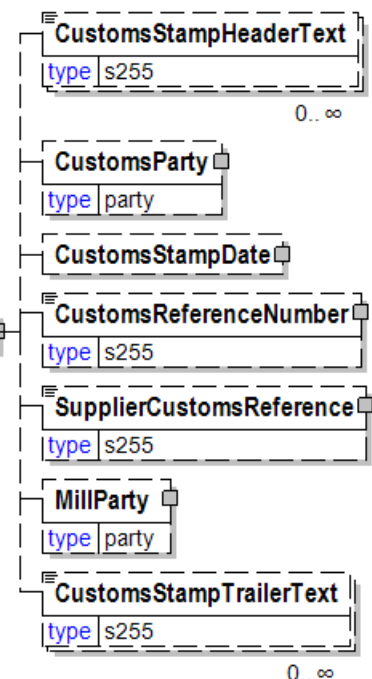 CustomsStampHeaderText
type s255
0.. ∞
CustomsParty
type party
CustomsStampDate
CustomsReferenceNumber
type s255
SupplierCustomsReference
type s255
MillParty
type party
CustomsStampTrailerText
type s255
0.. ∞